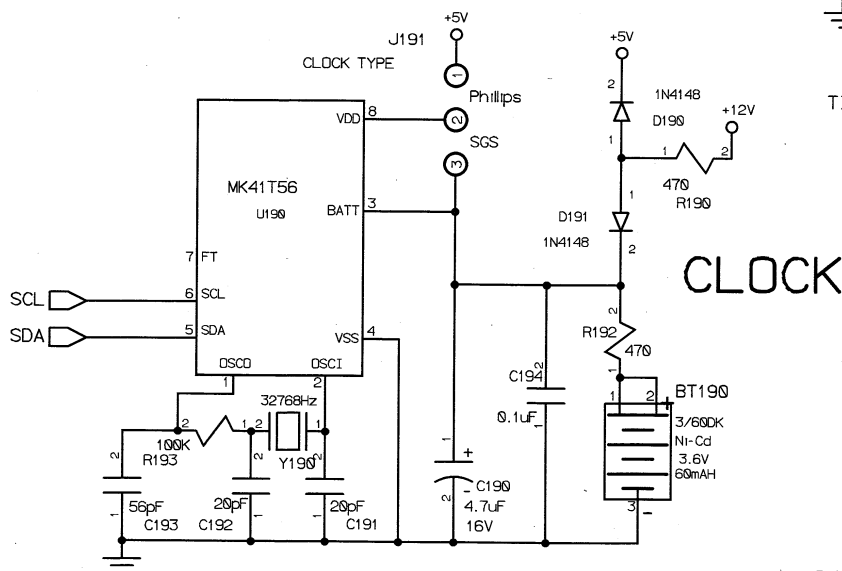 +5V
J191
CLOCK TYPE
1
Phillips
2
SGS
3
VDD
8
MK41T56
U190
BATT
3
7
FT
SCL
6
SCL
SDA
5
SDA
VSS
4
OSCO
OSCI
1
2
32768Hz
100K
1
2
1
R193
Y190
2
2
2
56pF
20pF
20pF
1
1
1
C193
C192
C191
+5V
2
1N4148
D190
+12V
1
1
2
470
R190
1
D191
1N4148
2
CLOCK
2
R192
470
1
C194
2
0.1uF
1
BT190
1
2
+
3/60DK
Ni-Cd
3.6V
60mAH
3
-
1
+
C190
-
2
4.7uF
16V